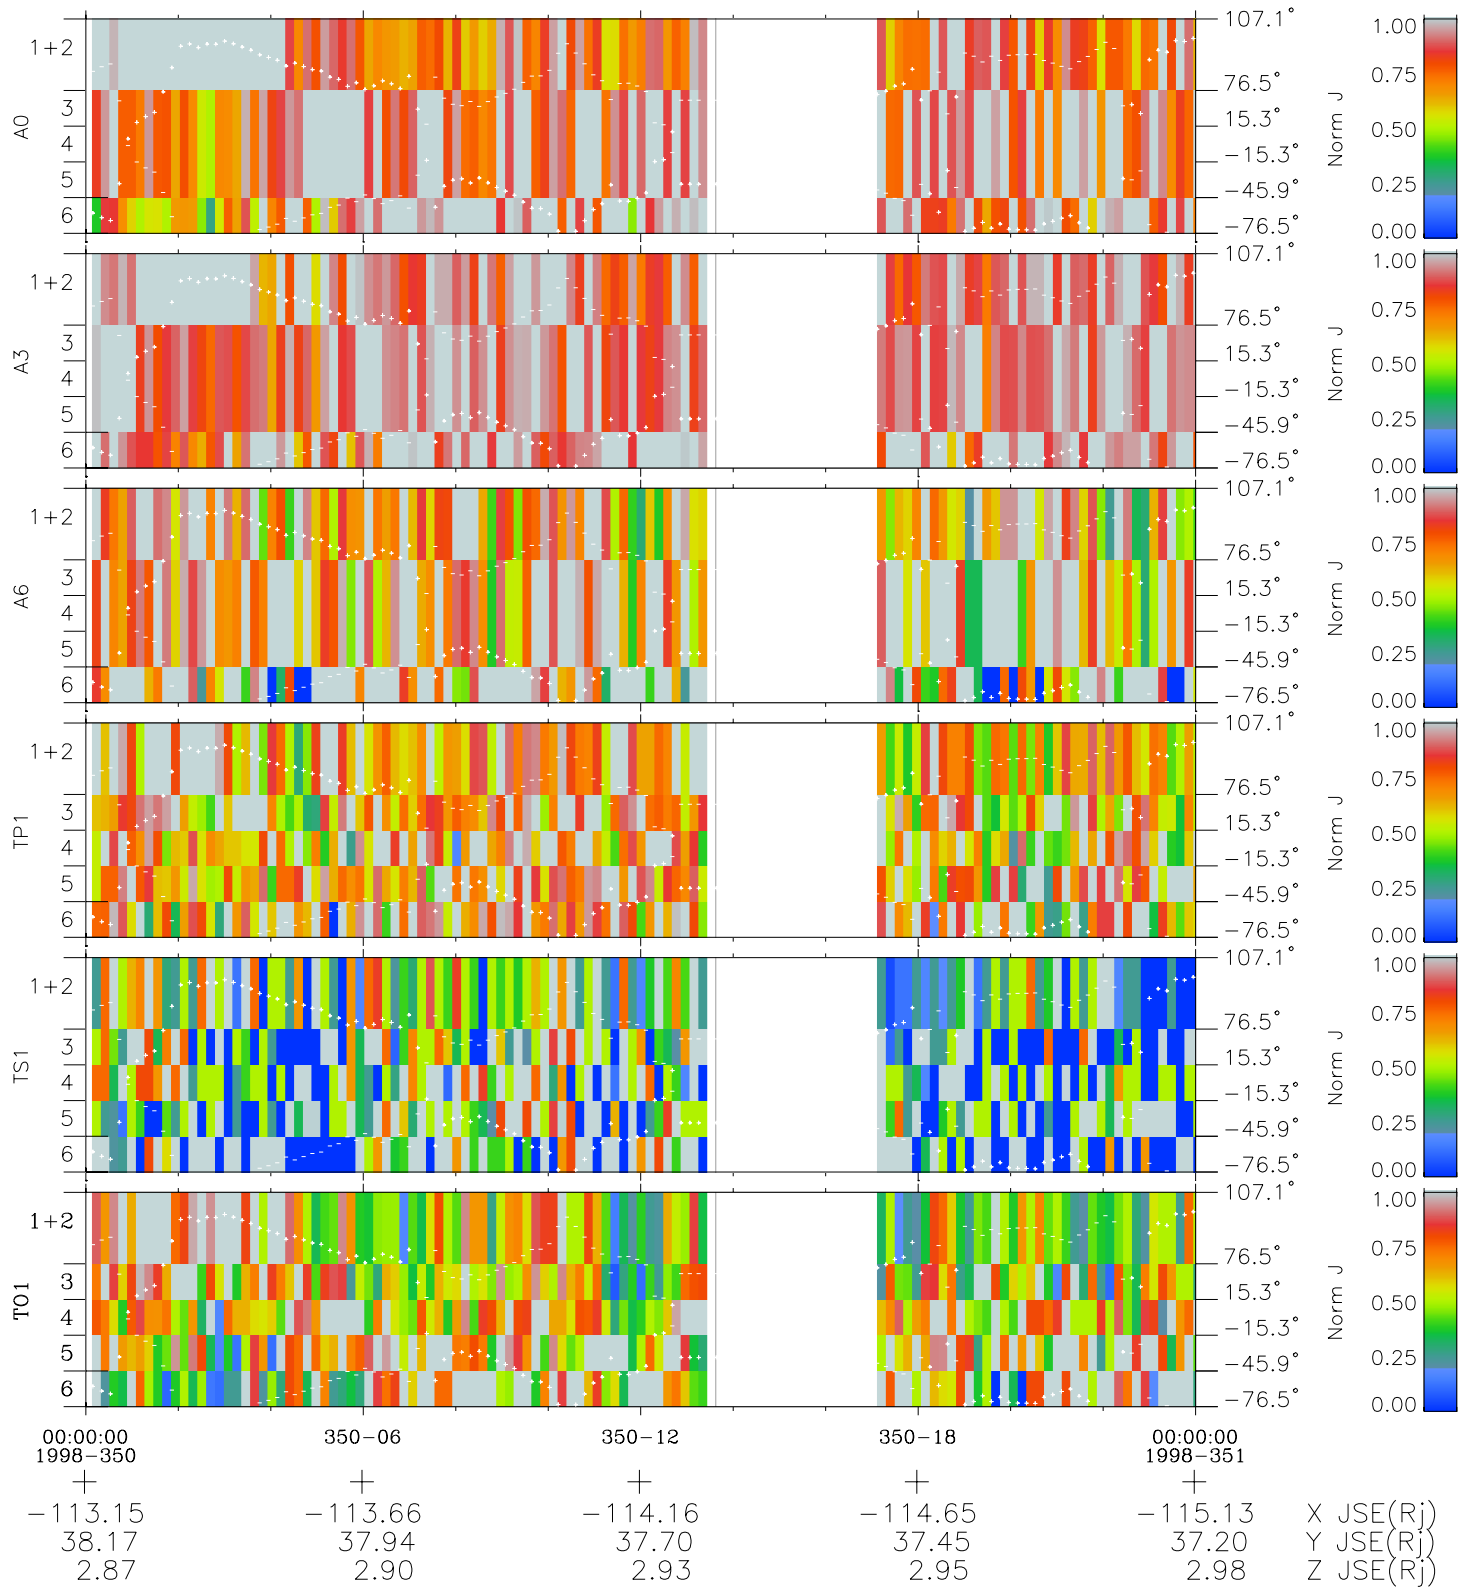 1+2 3 4 5 6 A0 107.1° 76.5° 15.3° −15.3° −45.9° −76.5° Norm J 1.00 0.75 0.50 0.25 0.00
1+2 3 4 5 6 A3 107.1° 76.5° 15.3° −15.3° −45.9° −76.5° Norm J 1.00 0.75 0.50 0.25 0.00
1+2 3 4 5 6 A6 107.1° 76.5° 15.3° −15.3° −45.9° −76.5° Norm J 1.00 0.75 0.50 0.25 0.00
1+2 3 4 5 6 TP1 107.1° 76.5° 15.3° −15.3° −45.9° −76.5° Norm J 1.00 0.75 0.50 0.25 0.00
1+2 3 4 5 6 TS1 107.1° 76.5° 15.3° −15.3° −45.9° −76.5° Norm J 1.00 0.75 0.50 0.25 0.00
1+2 3 4 5 6 TO1 107.1° 76.5° 15.3° −15.3° −45.9° −76.5° Norm J 1.00 0.75 0.50 0.25 0.00
00:00:00 350−06 350−12 350−18 00:00:00
1998−350 1998−351
−113.15 −113.66 −114.16 −114.65 −115.13 X JSE(Rj)
38.17 37.94 37.70 37.45 37.20 Y JSE(Rj)
2.87 2.90 2.93 2.95 2.98 Z JSE(Rj)